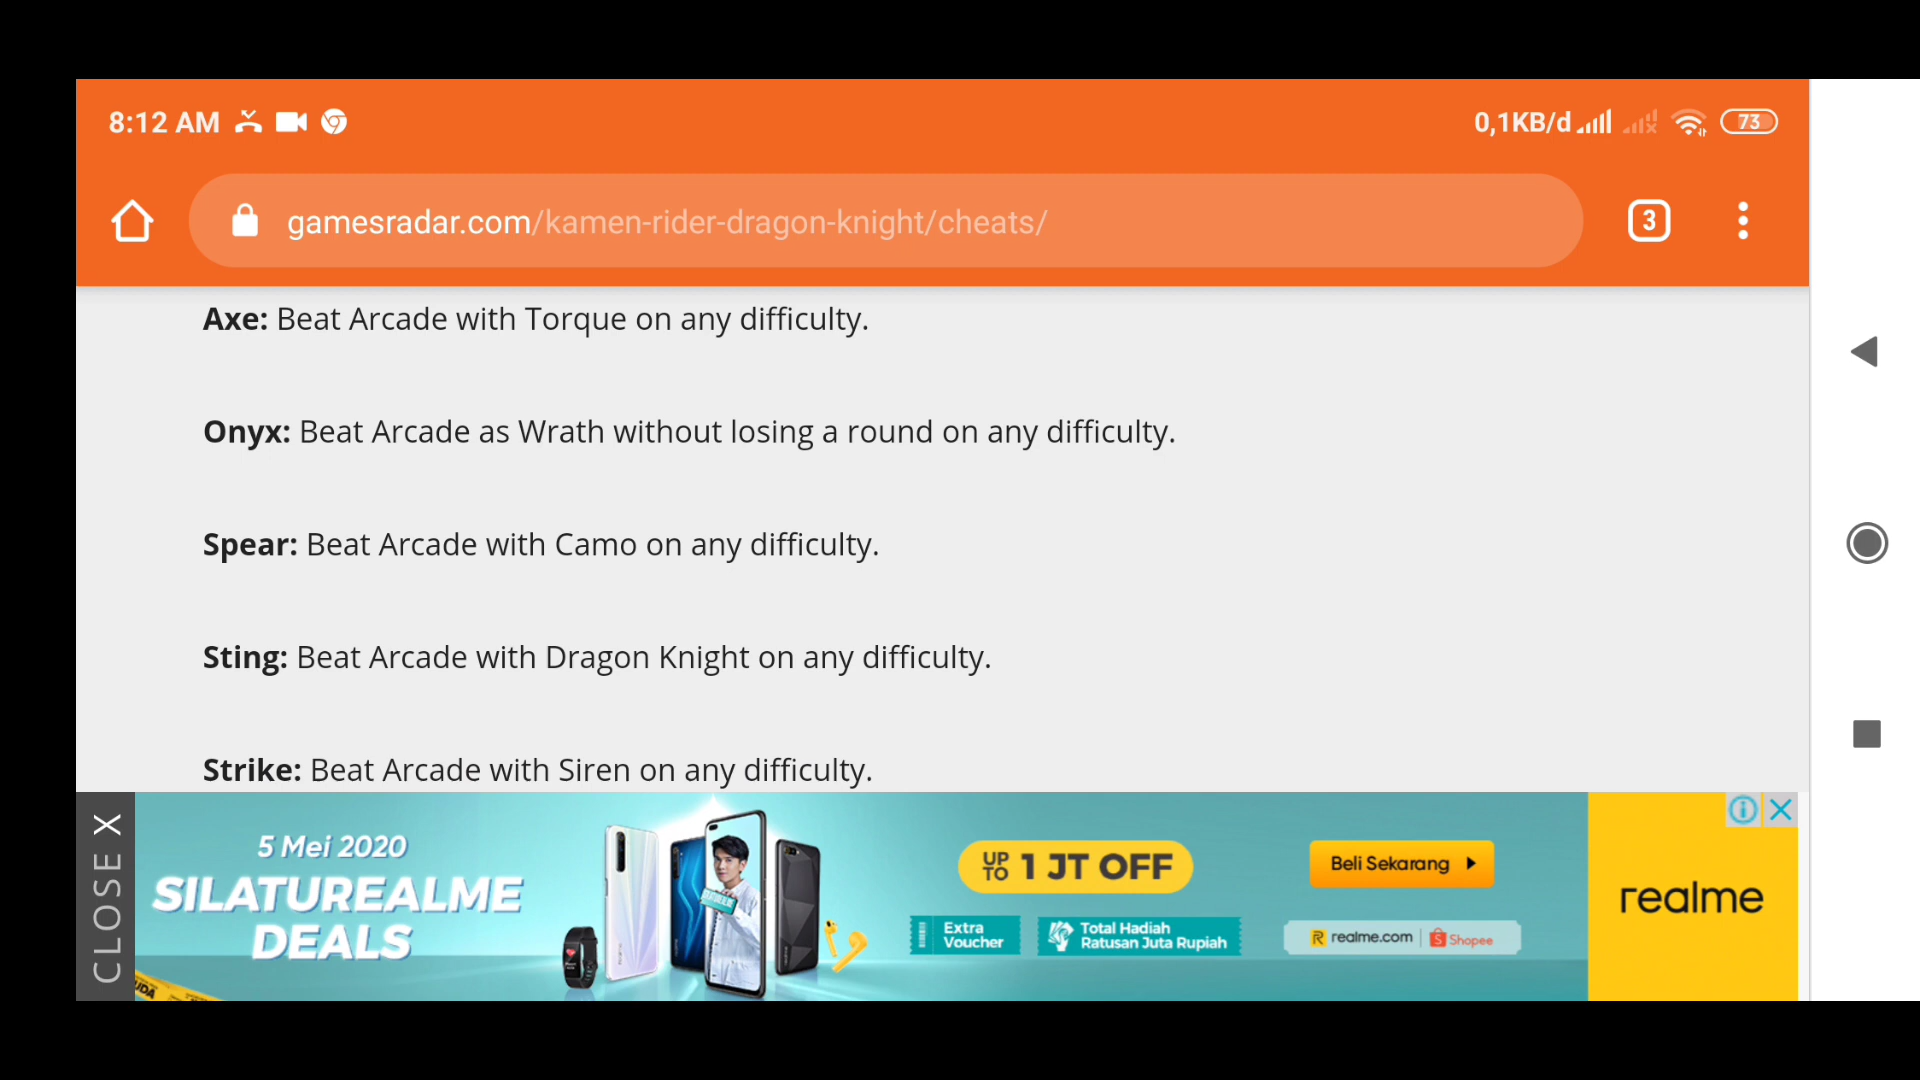 8:12 AM
0,1KB/d
73
gamesradar.com/kamen-rider-dragon-knight/cheats/
3
Axe: Beat Arcade with Torque on any difficulty.
Onyx: Beat Arcade as Wrath without losing a round on any difficulty.
Spear: Beat Arcade with Camo on any difficulty.
Sting: Beat Arcade with Dragon Knight on any difficulty.
Strike: Beat Arcade with Siren on any difficulty.
CLOSE X
5 Mei 2020
SILATUREALME
DEALS
UP TO 1 JT OFF
Extra
Voucher
Total Hadiah
Ratusan Juta Rupiah
Beli Sekarang
realme.com
Shopee
realme